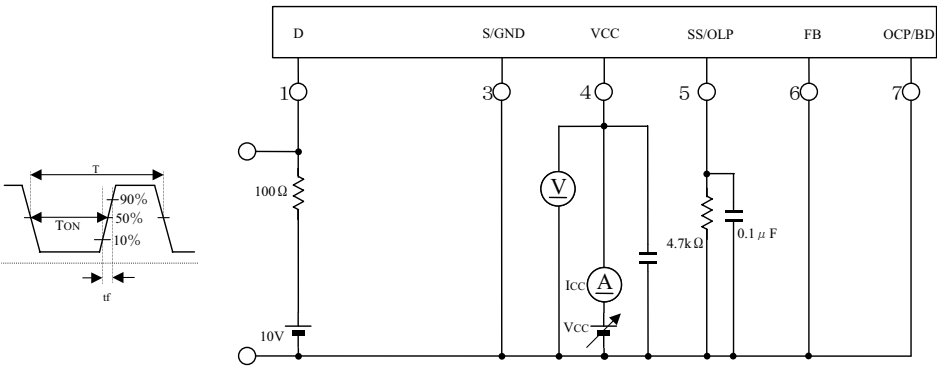 D S/GND VCC SS/OLP FB OCP/BD
1 3 4 5 6 7
T
90%
TON 50%
10%
tf
100Ω
V
4.7kΩ 0.1μF
ICC A
VCC
10V